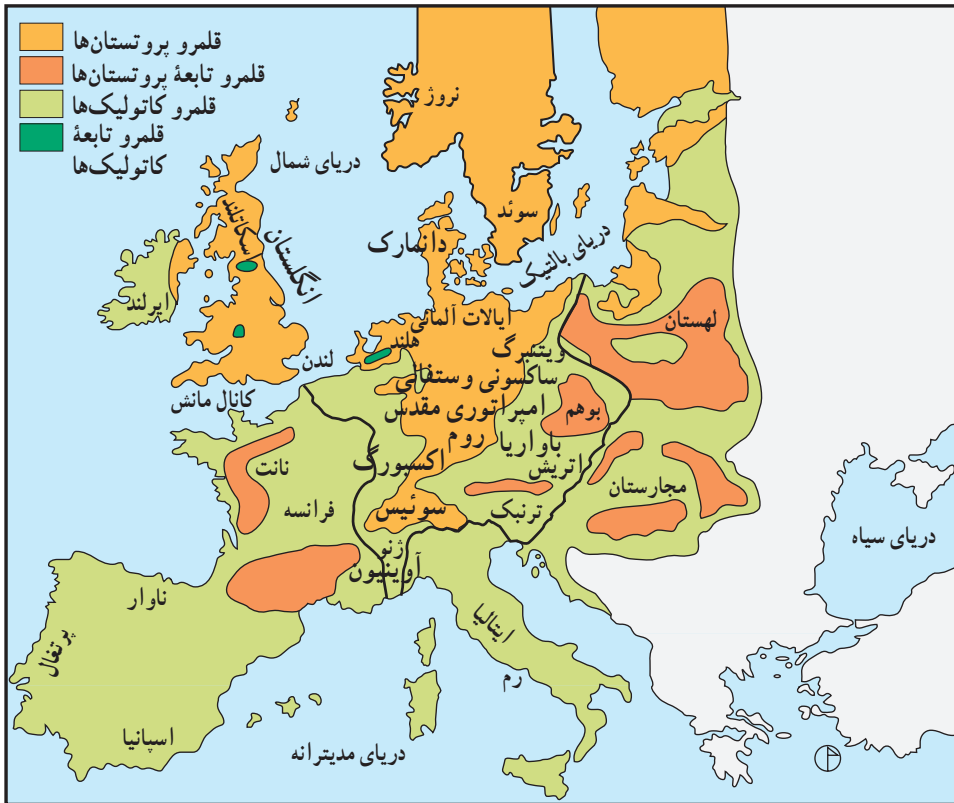 قلمرو پروتستان‌ها
قلمرو تابعهٔ پروتستان‌ها
قلمرو کاتولیک‌ها
قلمرو تابعهٔ
کاتولیک‌ها
نروژ
دریای شمال
سوئد
اسکاتلند
انگلستان
دانمارک
دریای بالتیک
ایرلند
ایالات آلمانی
لهستان
هلند
ویتنبرگ
لندن
ساکسونی وستفالی
کانال مانش
امپراتوری مقدس
روم
بوهم
باواریا
نانت
اکسبورگ
اتریش
مجارستان
فرانسه
سوئیس
ترنبک
دریای سیاه
ژنو
آوینیون
ناوار
پرتغال
ایتالیا
رم
اسپانیا
دریای مدیترانه